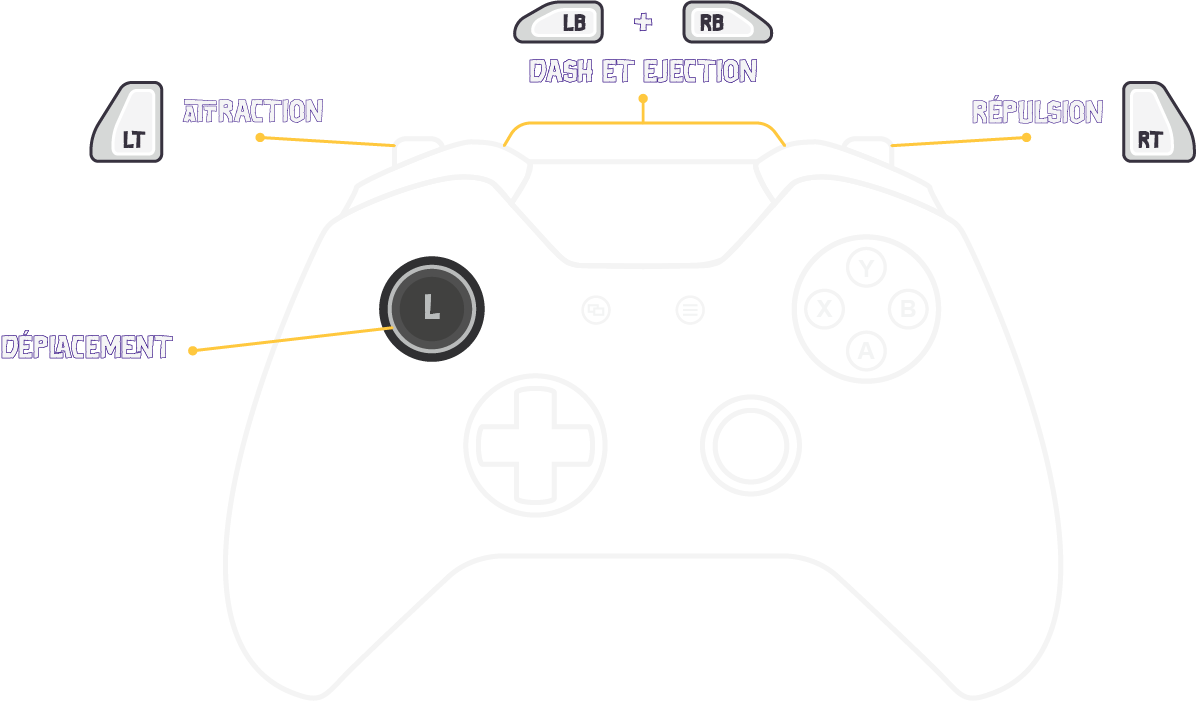 LB + RB
DASH ET EJECTION
LT ATTRACTION
RÉPULSION RT
L
DÉPLACEMENT
Y
X B
A